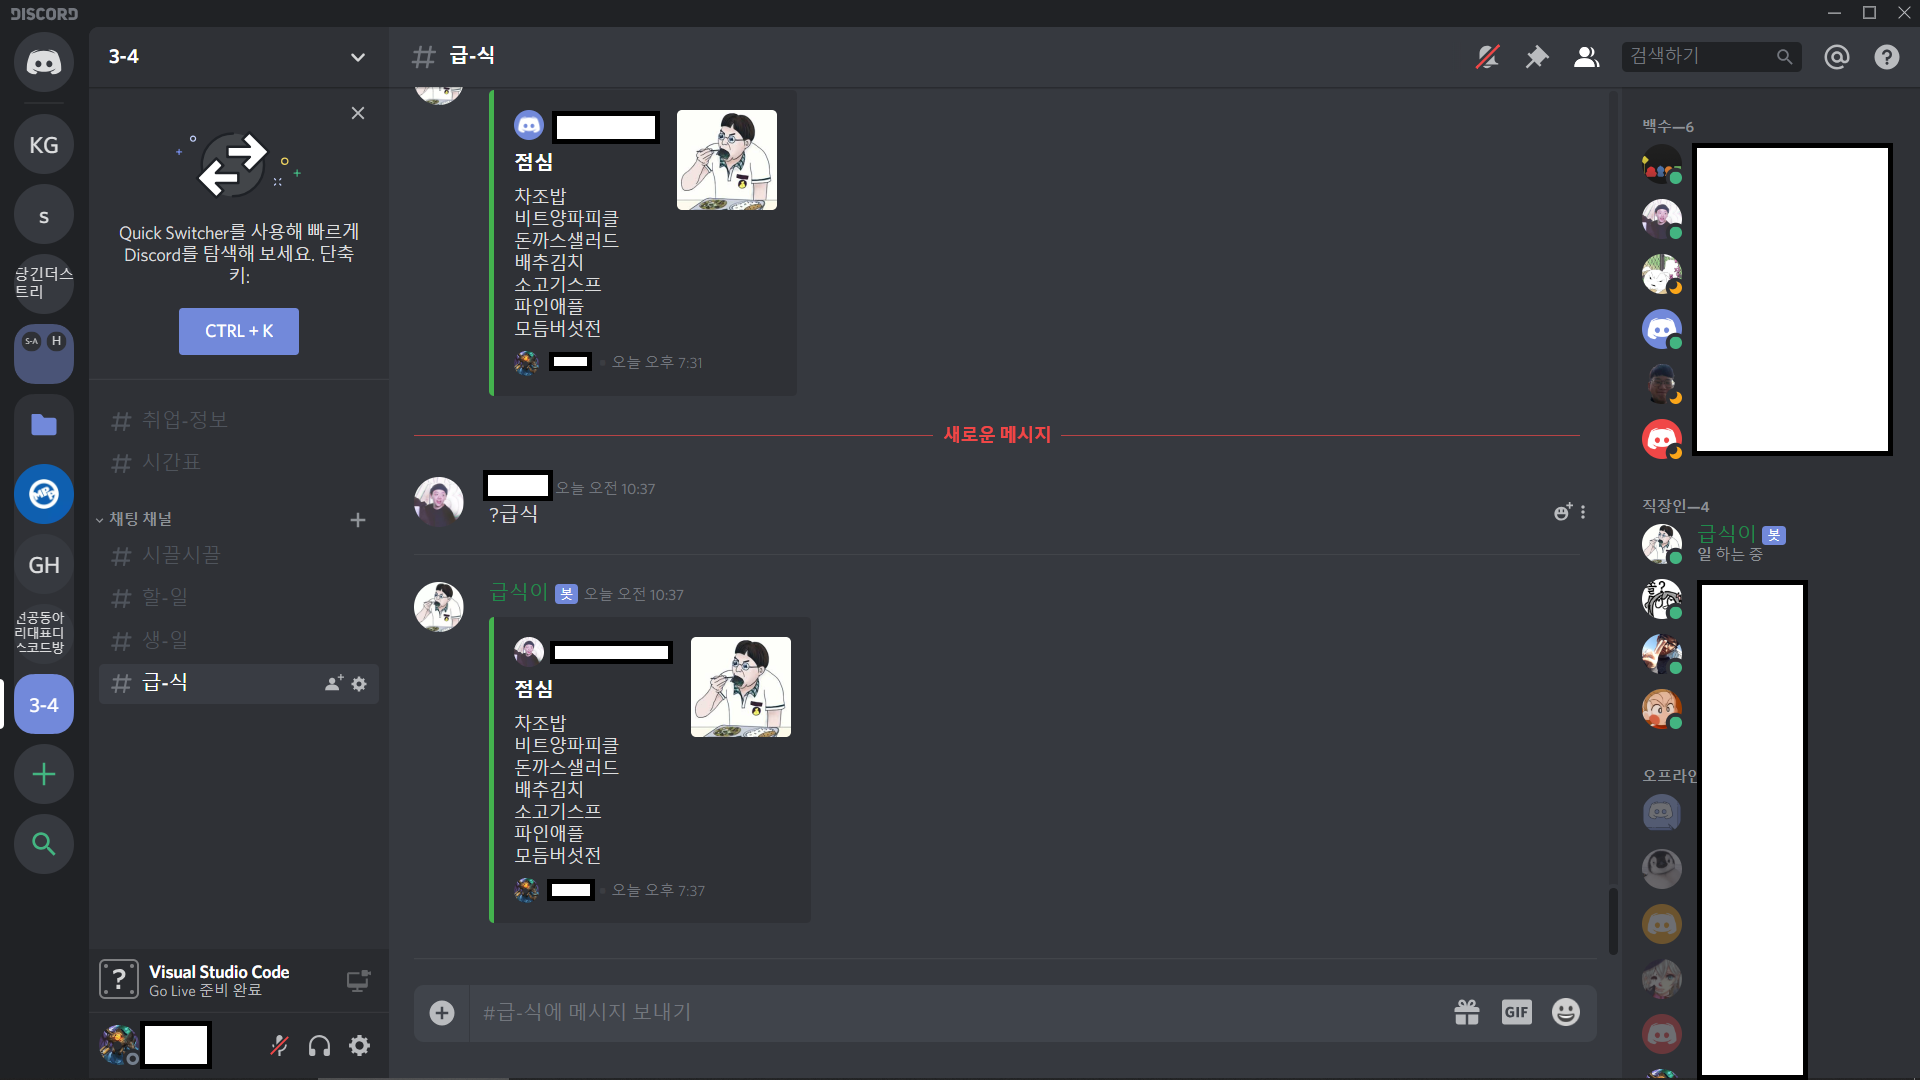 DISCORD
KG
s
당긴더스
트리
S-A H
MPP
GH
전공동아
리대표디
스코드방
3-4
3-4
Quick Switcher를 사용해 빠르게
Discord를 탐색해 보세요. 단축
키:
CTRL + K
# 취업-정보
# 시간표
채팅 채널
# 시끌시끌
# 할-일
# 생-일
# 급-식
? Visual Studio Code
Go Live 준비 완료
# 급-식
검색하기
점심
차조밥
비트양파피클
돈까스샐러드
배추김치
소고기스프
파인애플
모듬버섯전
오늘 오후 7:31
새로운 메시지
오늘 오전 10:37
?급식
급식이 봇 오늘 오전 10:37
점심
차조밥
비트양파피클
돈까스샐러드
배추김치
소고기스프
파인애플
모듬버섯전
오늘 오후 7:37
#급-식에 메시지 보내기
GIF
백수—6
직장인—4
급식이 봇
일 하는 중
오프라인